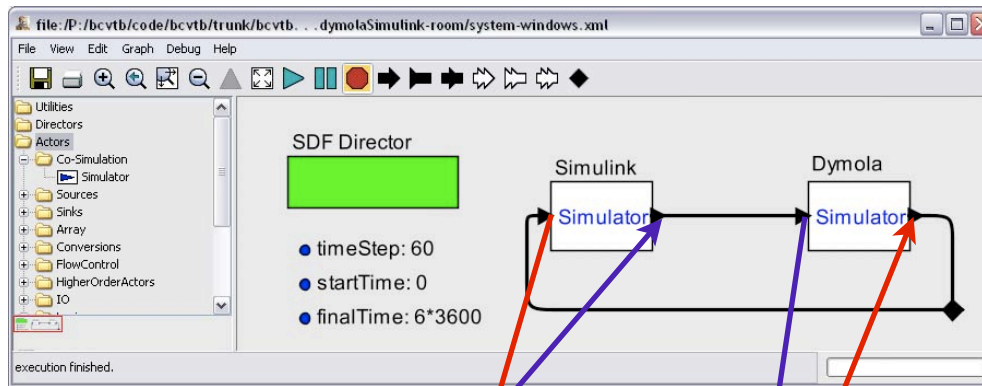 file:/P:/bcvtb/code/bcvtb/trunk/bcvtb. . .dymolaSimulink-room/system-windows.xml
File View Edit Graph Debug Help
Utilities
Directors
Actors
Co-Simulation
Simulator
Sources
Sinks
Array
Conversions
FlowControl
HigherOrderActors
IO
SDF Director
timeStep: 60
startTime: 0
finalTime: 6*3600
Simulink
Simulator
Dymola
Simulator
execution finished.